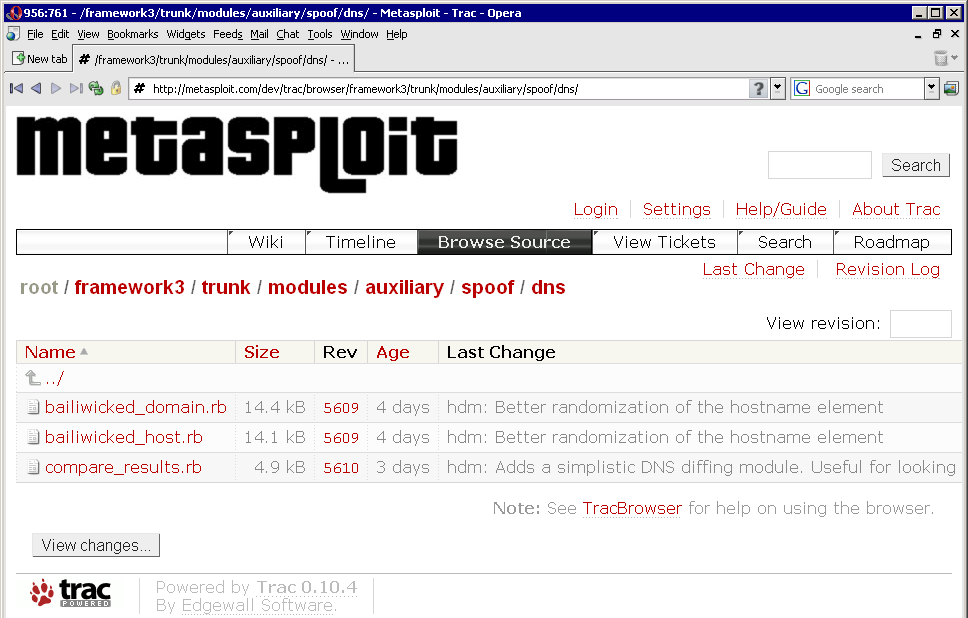 956:761 - /framework3/trunk/modules/auxiliary/spoof/dns/ - Metasploit - Trac - Opera
File Edit View Bookmarks Widgets Feeds Mail Chat Tools Window Help
New tab # /framework3/trunk/modules/auxiliary/spoof/dns/ - ...
# http://metasploit.com/dev/trac/browser/framework3/trunk/modules/auxiliary/spoof/dns/ ? G Google search
metasploit
Search
Login Settings Help/Guide About Trac
Wiki Timeline Browse Source View Tickets Search Roadmap
Last Change Revision Log
root / framework3 / trunk / modules / auxiliary / spoof / dns
View revision:
Name Size Rev Age Last Change
../
bailiwicked_domain.rb 14.4 kB 5609 4 days hdm: Better randomization of the hostname element
bailiwicked_host.rb 14.1 kB 5609 4 days hdm: Better randomization of the hostname element
compare_results.rb 4.9 kB 5610 3 days hdm: Adds a simplistic DNS diffing module. Useful for looking
Note: See TracBrowser for help on using the browser.
View changes...
trac POWERED
Powered by Trac 0.10.4
By Edgewall Software.